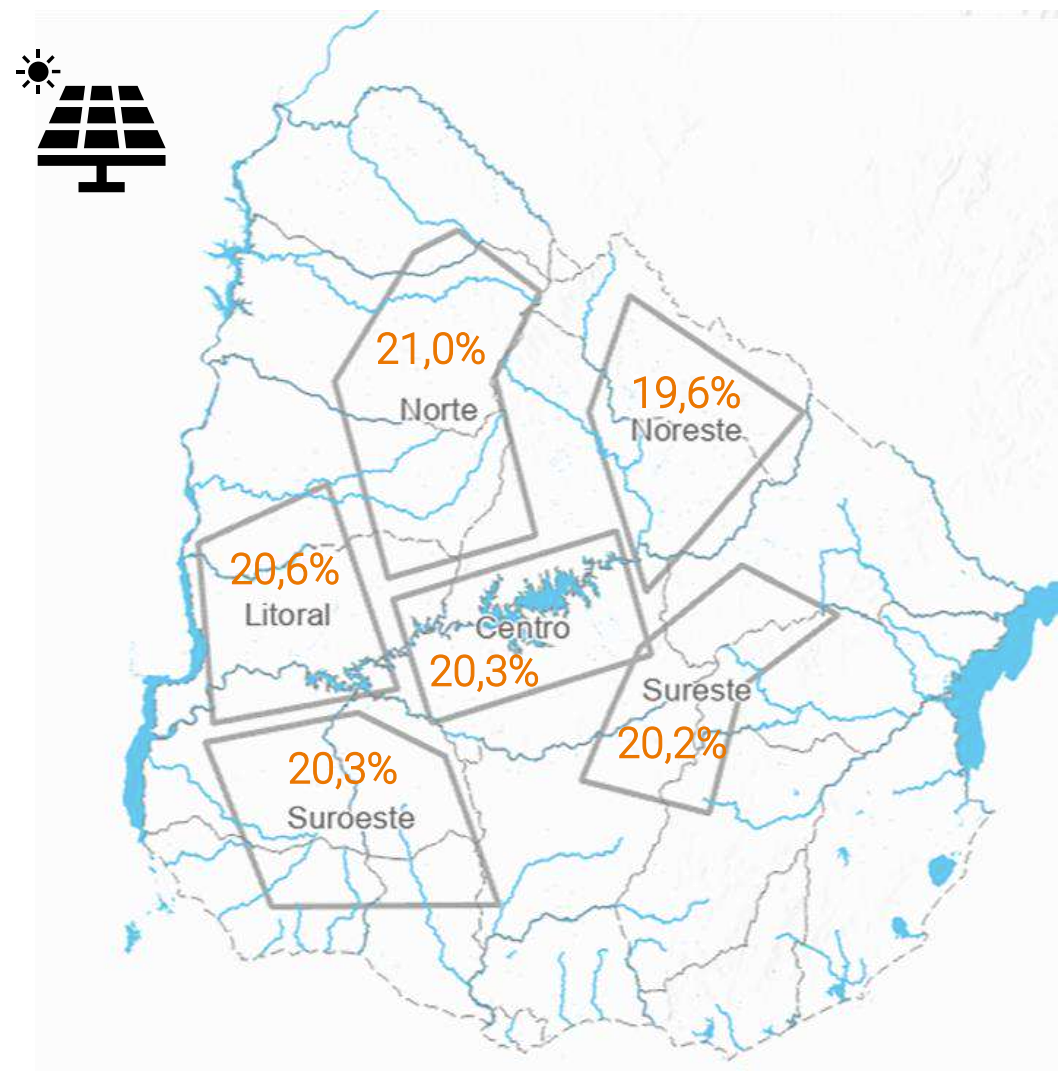 21,0%
Norte
19,6%
Noreste
20,6%
Litoral
Centro
20,3%
Sureste
20,2%
20,3%
Suroeste